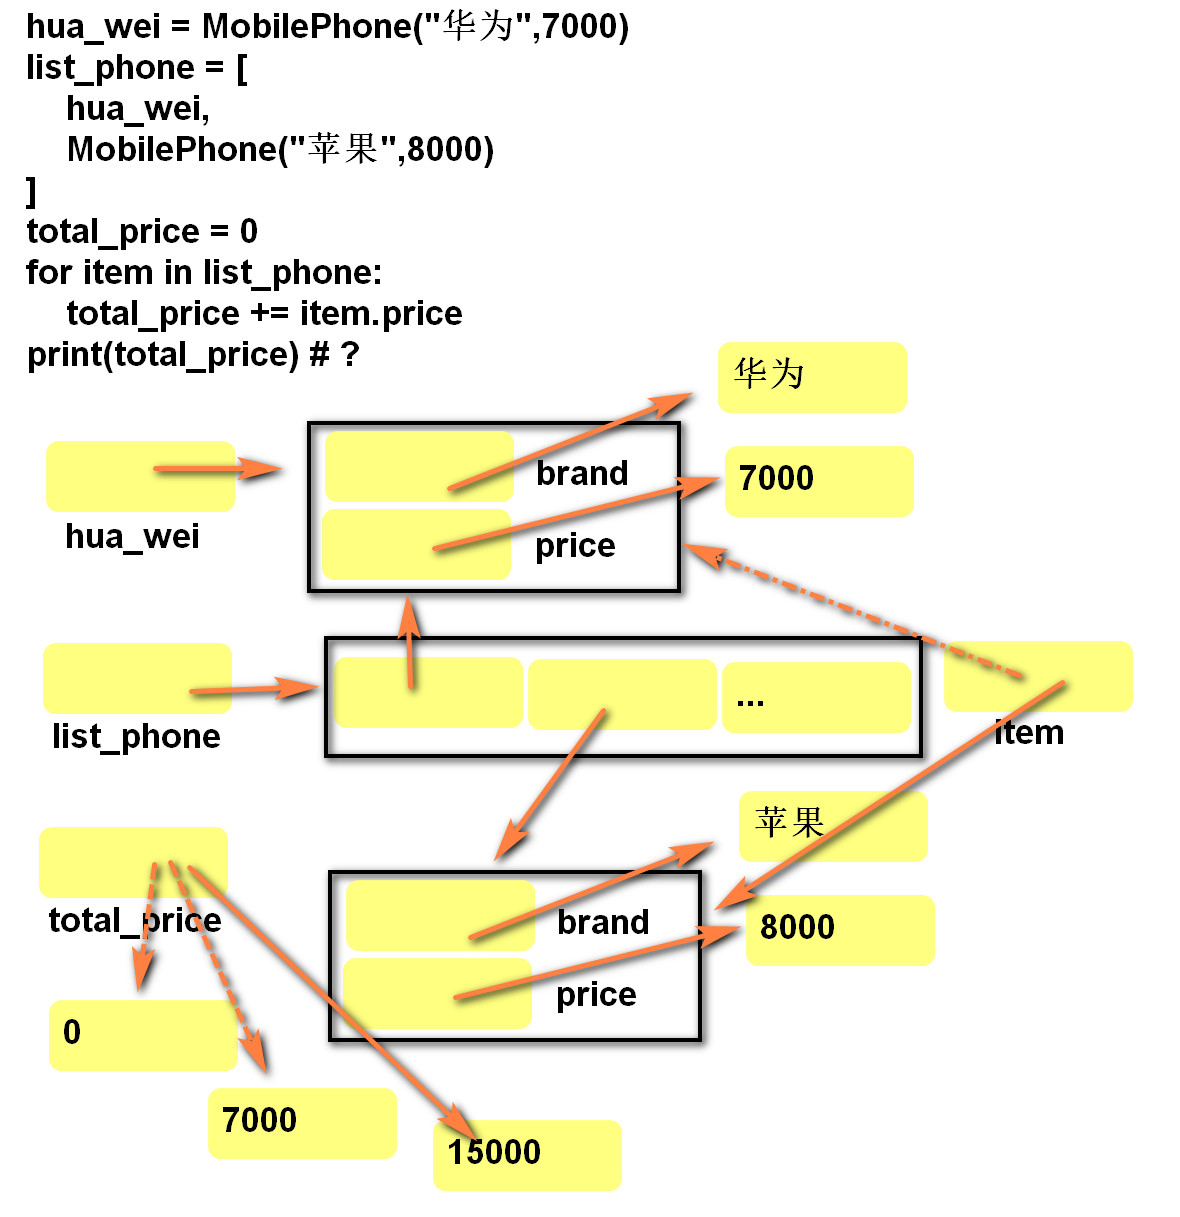 hua_wei = MobilePhone("华为",7000)
list_phone = [
    hua_wei,
    MobilePhone("苹果",8000)
]
total_price = 0
for item in list_phone:
    total_price += item.price
print(total_price) # ?
华为
brand
7000
hua_wei
price
...
list_phone
item
苹果
total_price
brand
8000
price
0
7000
15000